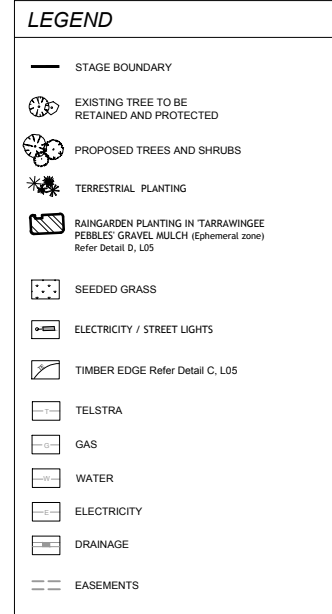 LEGEND
STAGE BOUNDARY
EXISTING TREE TO BE
RETAINED AND PROTECTED
PROPOSED TREES AND SHRUBS
TERRESTRIAL PLANTING
RAINGARDEN PLANTING IN 'TARRAWINGEE
PEBBLES' GRAVEL MULCH (Ephemeral zone)
Refer Detail D, L05
SEEDED GRASS
ELECTRICITY / STREET LIGHTS
TIMBER EDGE Refer Detail C, L05
T TELSTRA
G GAS
W WATER
E ELECTRICITY
DRAINAGE
EASEMENTS